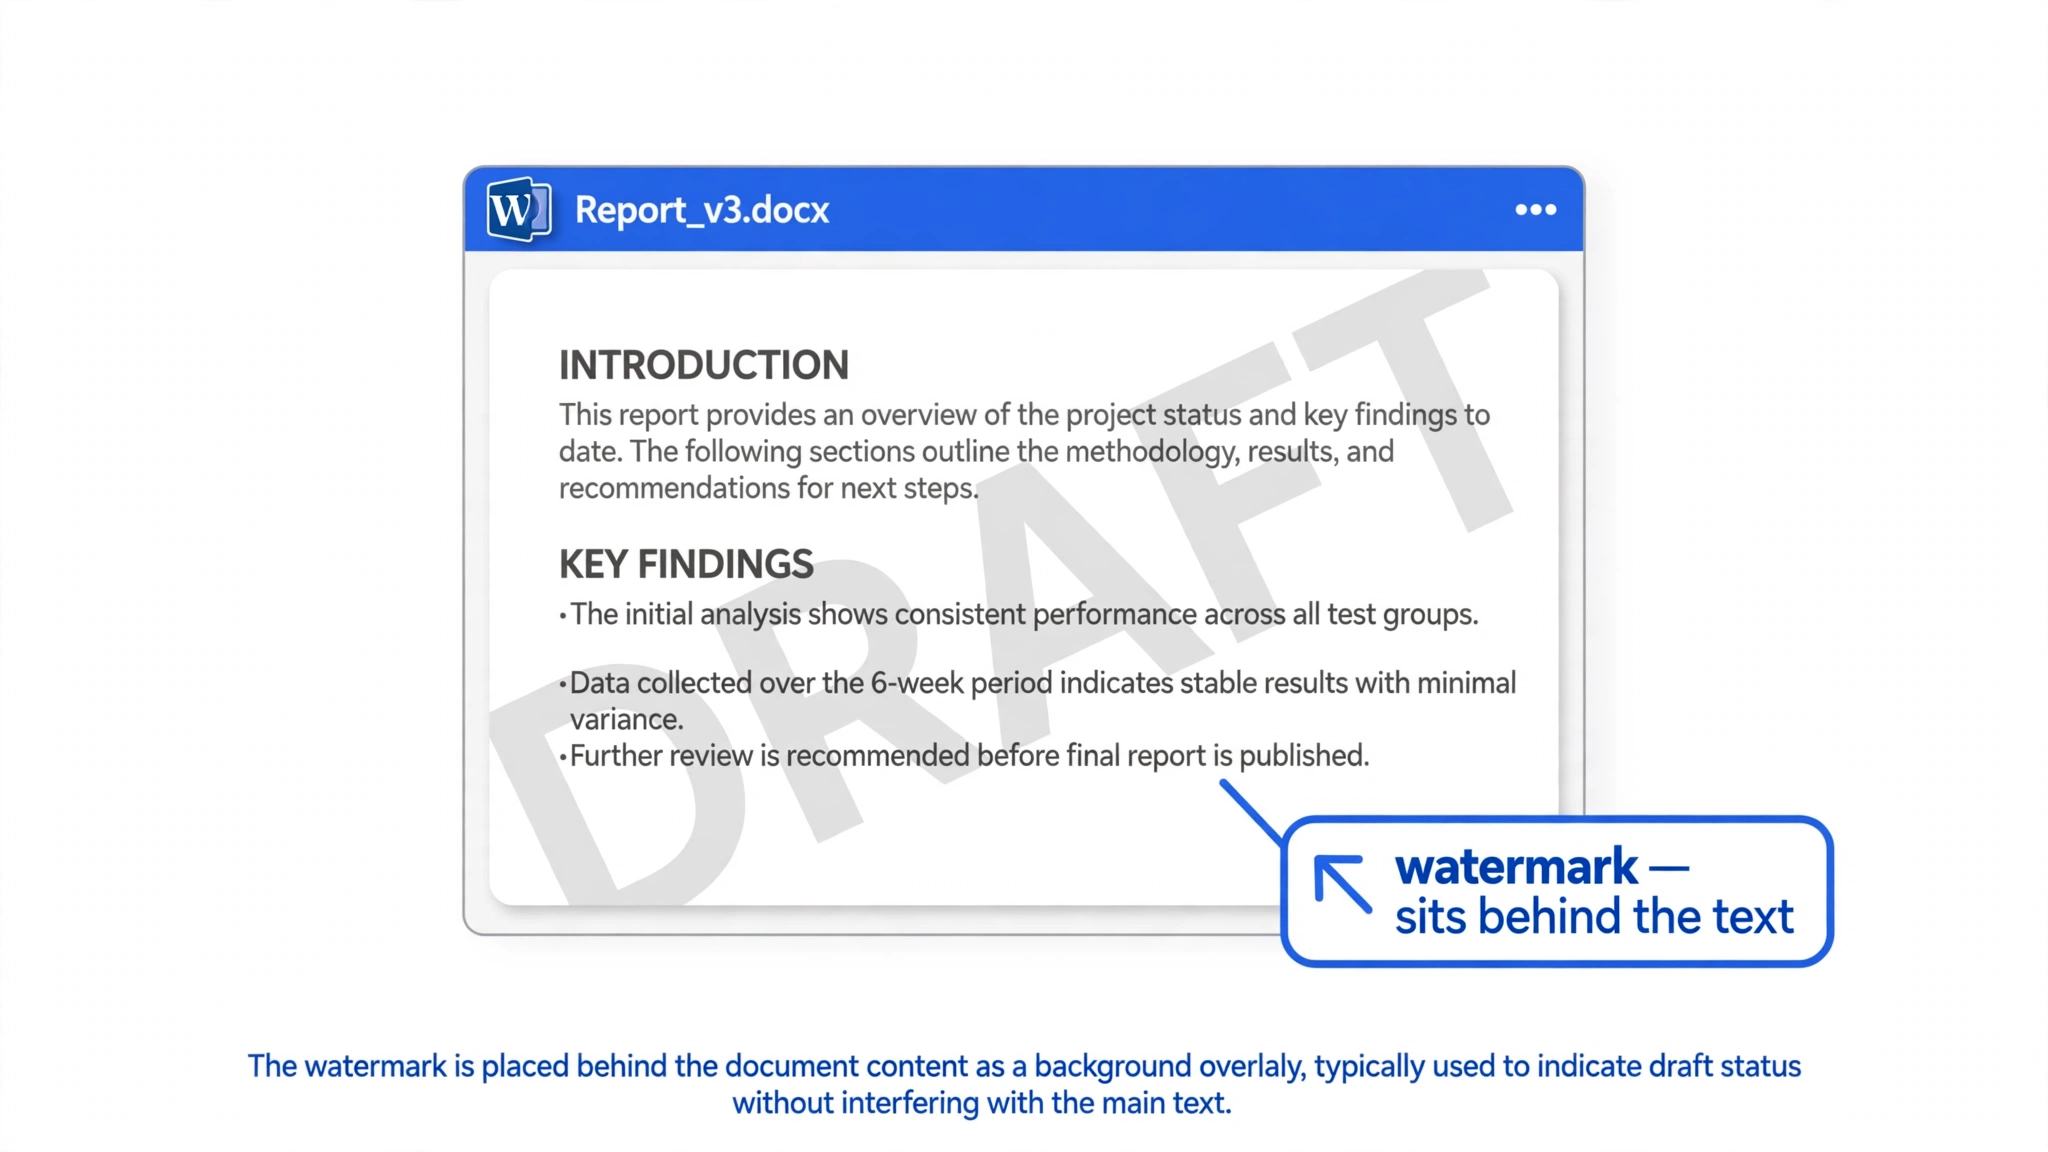 W Report_v3.docx
DRAFT
INTRODUCTION
This report provides an overview of the project status and key findings to
date. The following sections outline the methodology, results, and
recommendations for next steps.
KEY FINDINGS
•The initial analysis shows consistent performance across all test groups.
•Data collected over the 6-week period indicates stable results with minimal
variance.
•Further review is recommended before final report is published.
watermark —
sits behind the text
The watermark is placed behind the document content as a background overlaly, typically used to indicate draft status
without interfering with the main text.